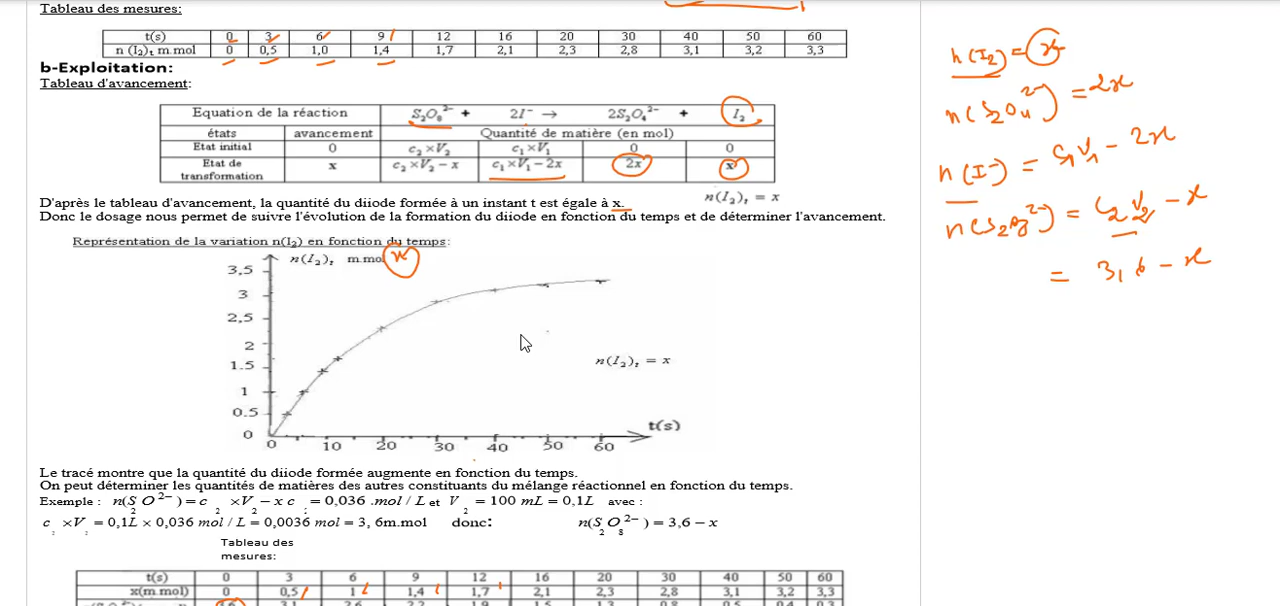 Tableau des mesures:
t(s) 0 3 6 9 12 16 20 30 40 50 60
n (I2)t m.mol 0 0,5 1,0 1,4 1,7 2,1 2,3 2,8 3,1 3,2 3,3
b-Exploitation:
Tableau d'avancement:
Equation de la réaction S₂O₈²⁻ + 2I⁻ → 2S₂O₄²⁻ + I₂
états avancement Quantité de matière (en mol)
Etat initial 0 c₂×V₂ c₁×V₁ 0 0
Etat de transformation x c₂×V₂ − x c₁×V₁ − 2x 2x x
D'après le tableau d'avancement, la quantité du diiode formée à un instant t est égale à x. n(I₂)t = x
Donc le dosage nous permet de suivre l'évolution de la formation du diiode en fonction du temps et de déterminer l'avancement.
Représentation de la variation n(I₂) en fonction du temps:
n(I₂)t m.mol x
3,5
3
2,5
2
1.5
1
0.5
0
n(I₂)t = x
t(s)
0 10 20 30 40 50 60
Le tracé montre que la quantité du diiode formée augmente en fonction du temps.
On peut déterminer les quantités de matières des autres constituants du mélange réactionnel en fonction du temps.
Exemple : n(S₂O₈²⁻) = c₂ ×V₂ − x c₂ = 0,036 .mol / L et V₂ = 100 mL = 0,1L avec :
c₂ ×V₂ = 0,1L × 0,036 mol / L = 0,0036 mol = 3, 6m.mol donc: n(S₂O₈²⁻) = 3,6 − x
Tableau des
mesures:
t(s) 0 3 6 9 12 16 20 30 40 50 60
x(m.mol) 0 0,5 1 1,4 1,7 2,1 2,3 2,8 3,1 3,2 3,3
n(I₂) = x
n(S₂O₄²⁻) = 2x
n(I⁻) = C₁V₁ − 2x
n(S₂O₈²⁻) = C₂V₂ − x
= 3,6 − x